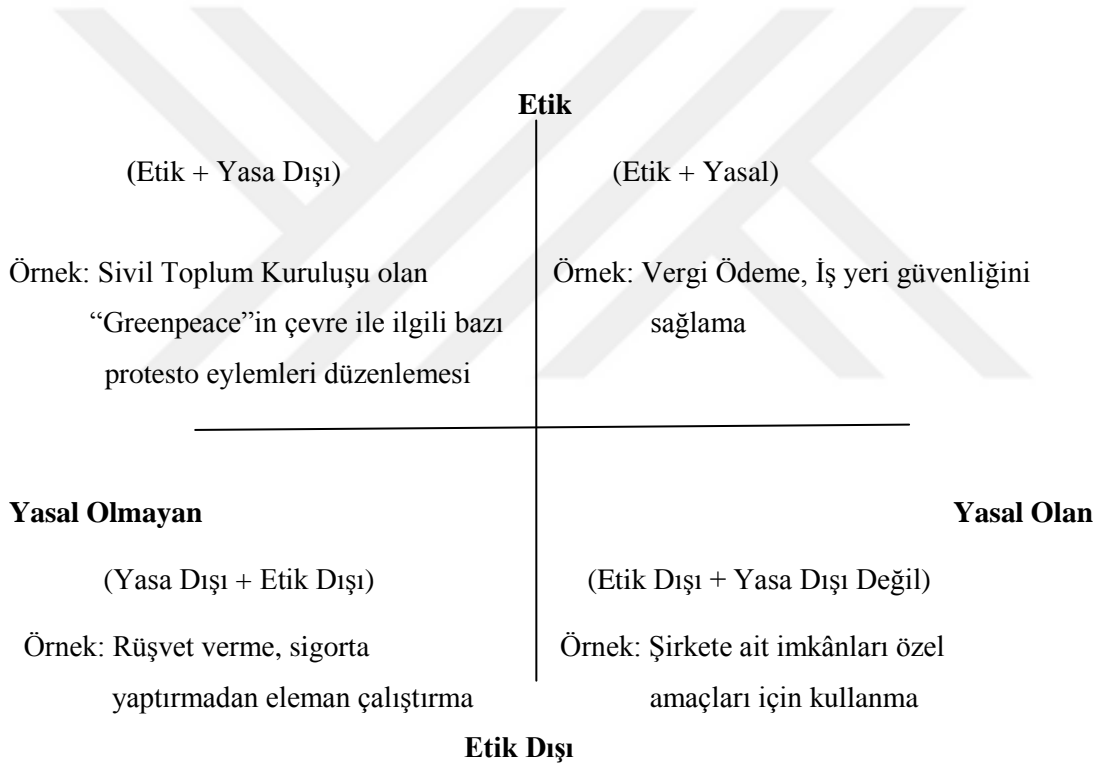 Etik
(Etik + Yasa Dışı)
(Etik + Yasal)
Örnek: Sivil Toplum Kuruluşu olan
“Greenpeace”in çevre ile ilgili bazı
protesto eylemleri düzenlemesi
Örnek: Vergi Ödeme, İş yeri güvenliğini
sağlama
Yasal Olmayan
Yasal Olan
(Yasa Dışı + Etik Dışı)
(Etik Dışı + Yasa Dışı Değil)
Örnek: Rüşvet verme, sigorta
yaptırmadan eleman çalıştırma
Örnek: Şirkete ait imkânları özel
amaçları için kullanma
Etik Dışı